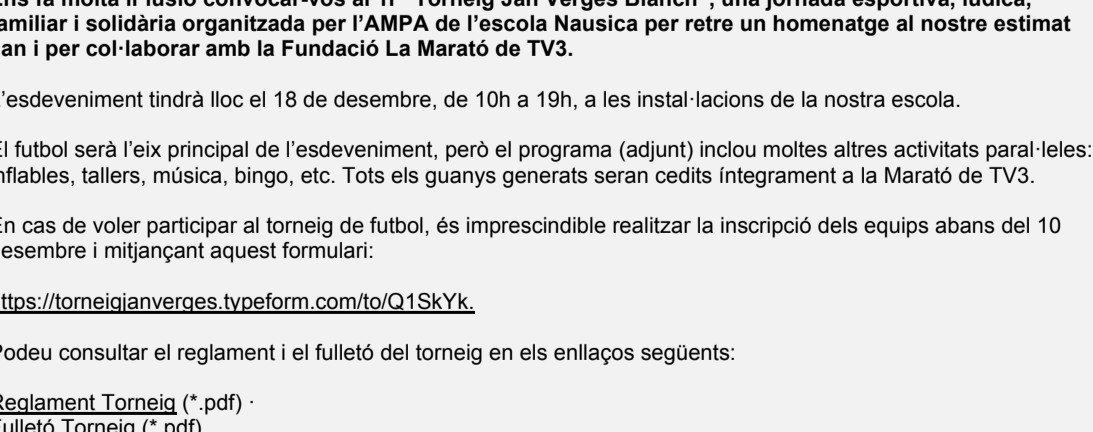 Ens fa molta il·lusió convocar-vos al 1r "Torneig Jan Vergés Blanch", una jornada esportiva, lúdica,
familiar i solidària organitzada per l'AMPA de l'escola Nausica per retre un homenatge al nostre estimat
Jan i per col·laborar amb la Fundació La Marató de TV3.
L'esdeveniment tindrà lloc el 18 de desembre, de 10h a 19h, a les instal·lacions de la nostra escola.
El futbol serà l'eix principal de l'esdeveniment, però el programa (adjunt) inclou moltes altres activitats paral·leles:
inflables, tallers, música, bingo, etc. Tots els guanys generats seran cedits íntegrament a la Marató de TV3.
En cas de voler participar al torneig de futbol, és imprescindible realitzar la inscripció dels equips abans del 10
desembre i mitjançant aquest formulari:
https://torneigjanverges.typeform.com/to/Q1SkYk.
Podeu consultar el reglament i el fulletó del torneig en els enllaços següents:
Reglament Torneig (*.pdf) ·
Fulletó Torneig (*.pdf)